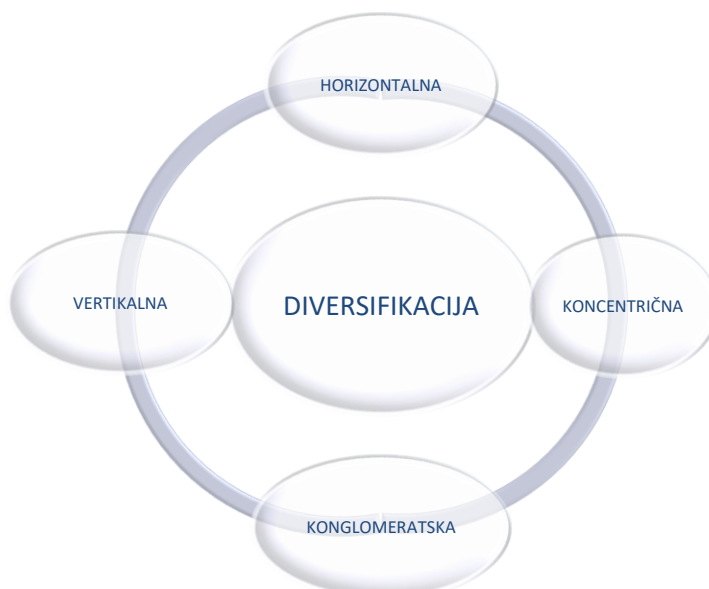 HORIZONTALNA
VERTIKALNA
DIVERSIFIKACIJA
KONCENTRIČNA
KONGLOMERATSKA